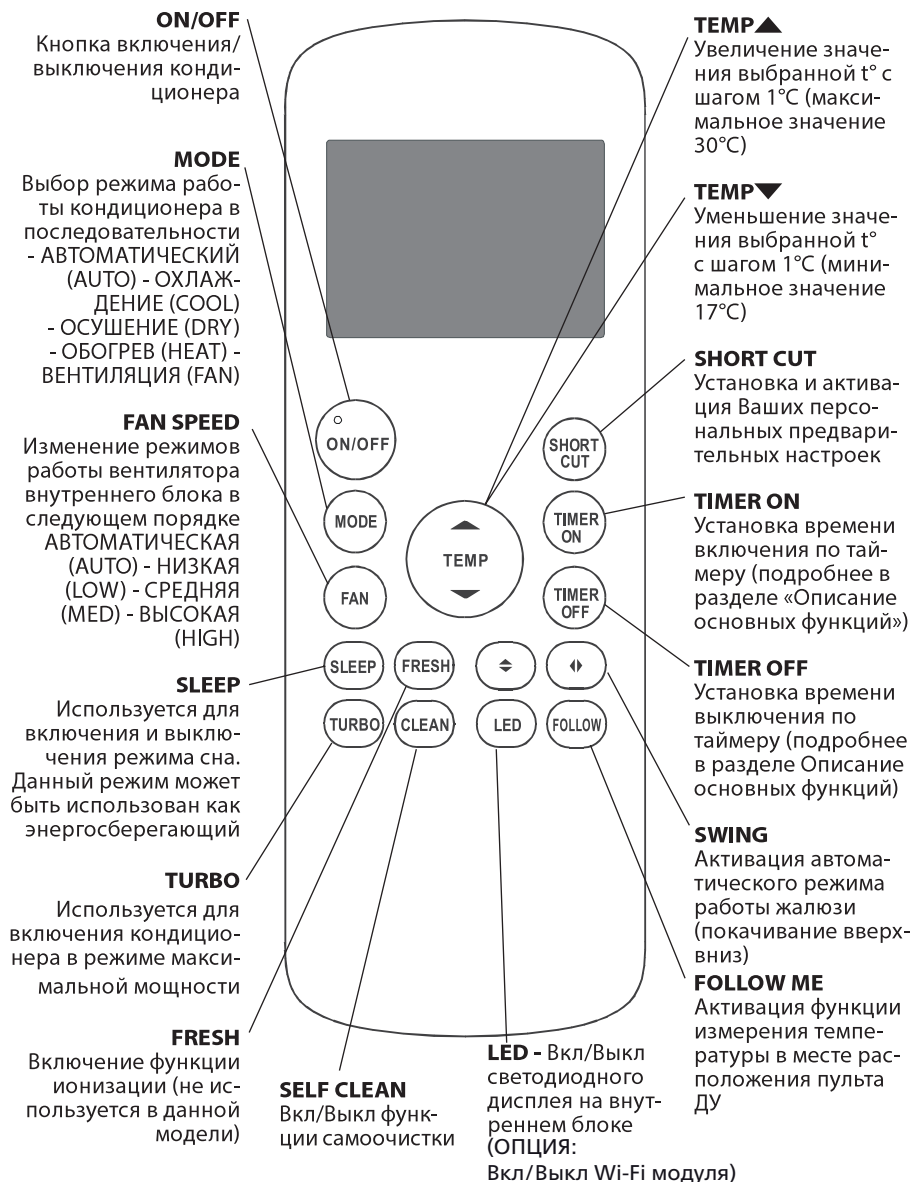 ON/OFF
Кнопка включения/
выключения конди-
ционера
MODE
Выбор режима рабо-
ты кондиционера в
последовательности
- АВТОМАТИЧЕСКИЙ
(AUTO) - ОХЛАЖ-
ДЕНИЕ (COOL)
- ОСУШЕНИЕ (DRY)
- ОБОГРЕВ (HEAT) -
ВЕНТИЛЯЦИЯ (FAN)
FAN SPEED
Изменение режимов
работы вентилятора
внутреннего блока в
следующем порядке
АВТОМАТИЧЕСКАЯ
(AUTO) - НИЗКАЯ
(LOW) - СРЕДНЯЯ
(MED) - ВЫСОКАЯ
(HIGH)
SLEEP
Используется для
включения и выклю-
чения режима сна.
Данный режим может
быть использован как
энергосберегающий
TURBO
Используется для
включения кондицио-
нера в режиме макси-
мальной мощности
FRESH
Включение функции
ионизации (не ис-
пользуется в данной
модели)
ON/OFF
SHORT
CUT
MODE
TEMP
TIMER
ON
FAN
TIMER
OFF
SLEEP
FRESH
TURBO
CLEAN
LED
FOLLOW
SELF CLEAN
Вкл/Выкл функ-
ции самоочистки
LED - Вкл/Выкл
светодиодного
дисплея на внут-
реннем блоке
(ОПЦИЯ:
Вкл/Выкл Wi-Fi модуля)
TEMP▲
Увеличение значе-
ния выбранной t° с
шагом 1°C (макси-
мальное значение
30°C)
TEMP▼
Уменьшение значе-
ния выбранной t°
с шагом 1°C (мини-
мальное значение
17°C)
SHORT CUT
Установка и актива-
ция Ваших персо-
нальных предвари-
тельных настроек
TIMER ON
Установка времени
включения по тай-
меру (подробнее в
разделе «Описание
основных функций»)
TIMER OFF
Установка времени
выключения по
таймеру (подробнее
в разделе Описание
основных функций)
SWING
Активация автома-
тического режима
работы жалюзи
(покачивание вверх-
вниз)
FOLLOW ME
Активация функции
измерения темпе-
ратуры в месте рас-
положения пульта
ДУ